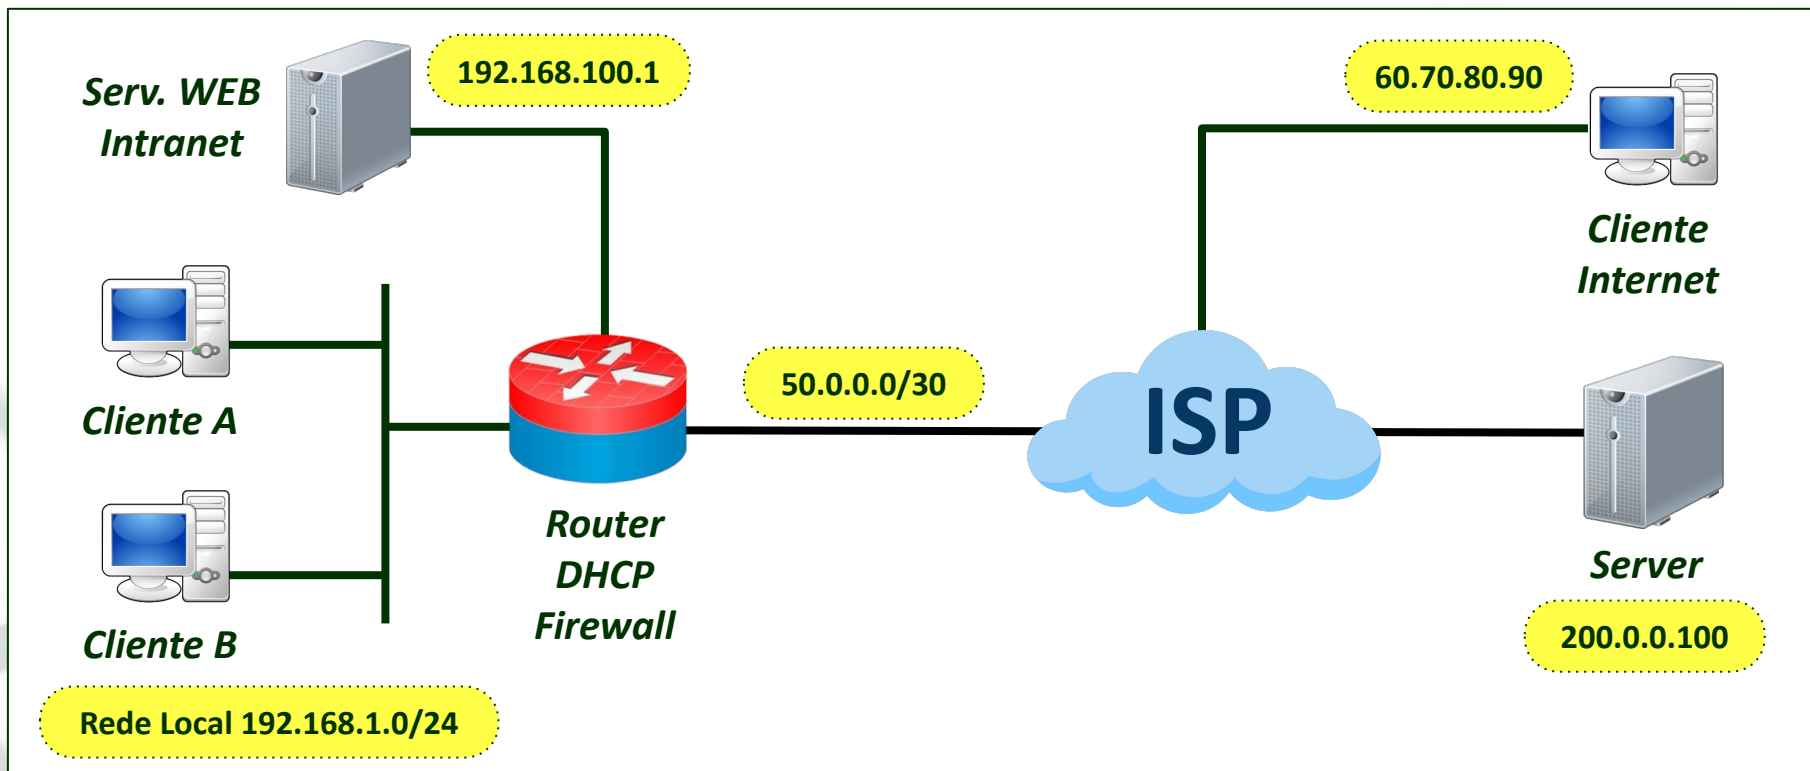 Serv. WEB
Intranet
192.168.100.1
60.70.80.90
Cliente
Internet
Cliente A
50.0.0.0/30
ISP
Router
DHCP
Firewall
Server
200.0.0.100
Cliente B
Rede Local 192.168.1.0/24